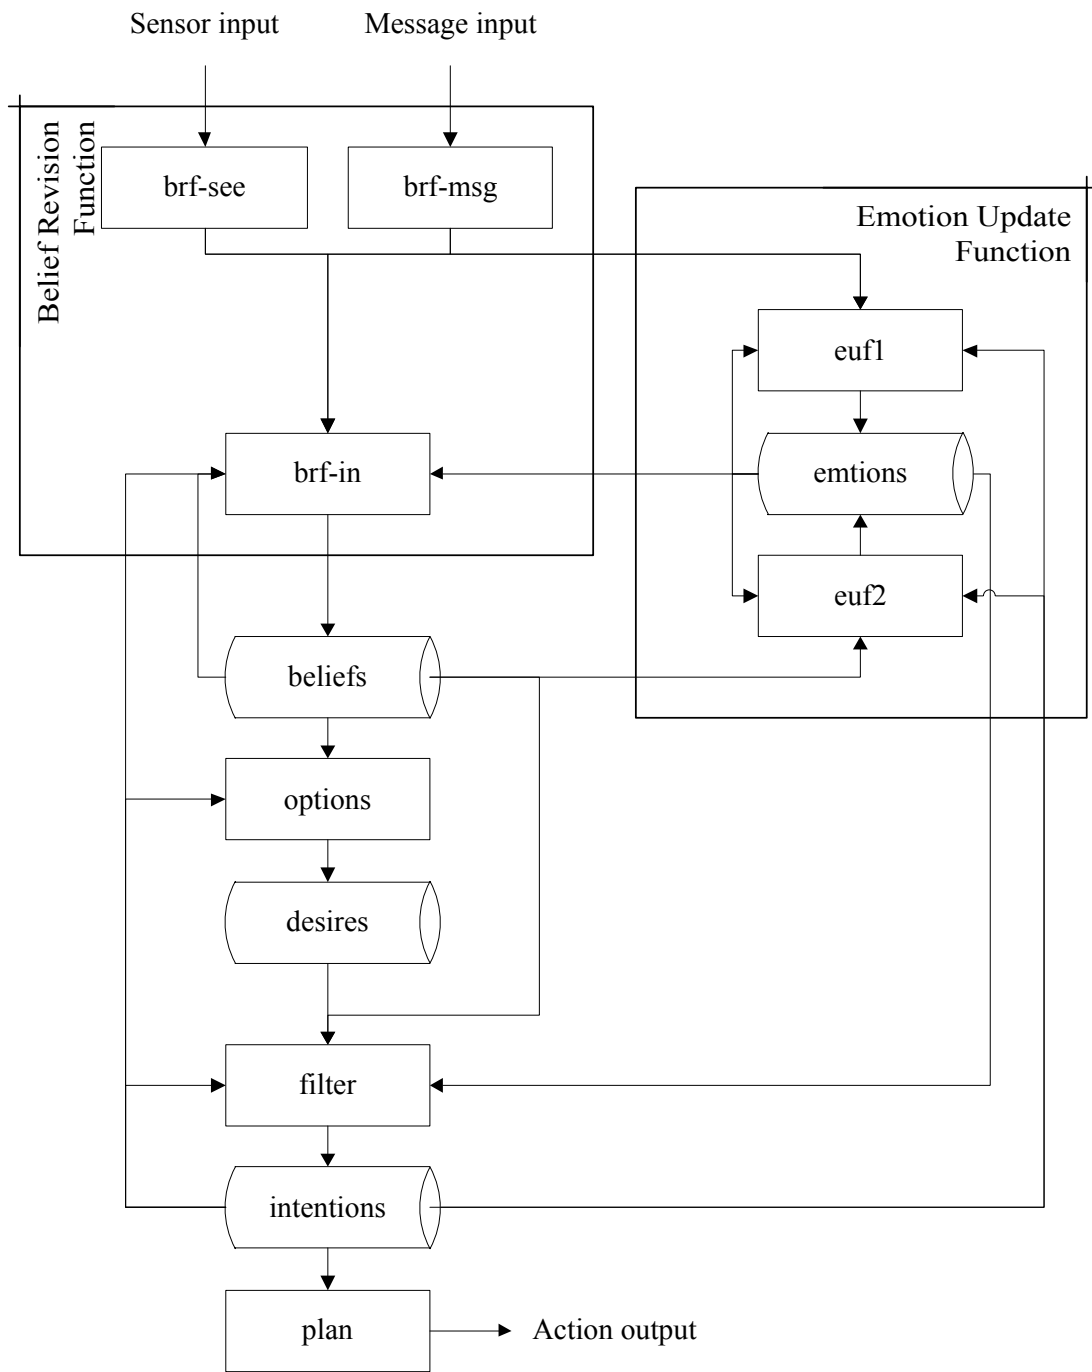 Sensor input
Message input
Belief Revision
Function
brf-see
brf-msg
Emotion Update
Function
euf1
brf-in
emtions
euf2
beliefs
options
desires
filter
intentions
plan
Action output